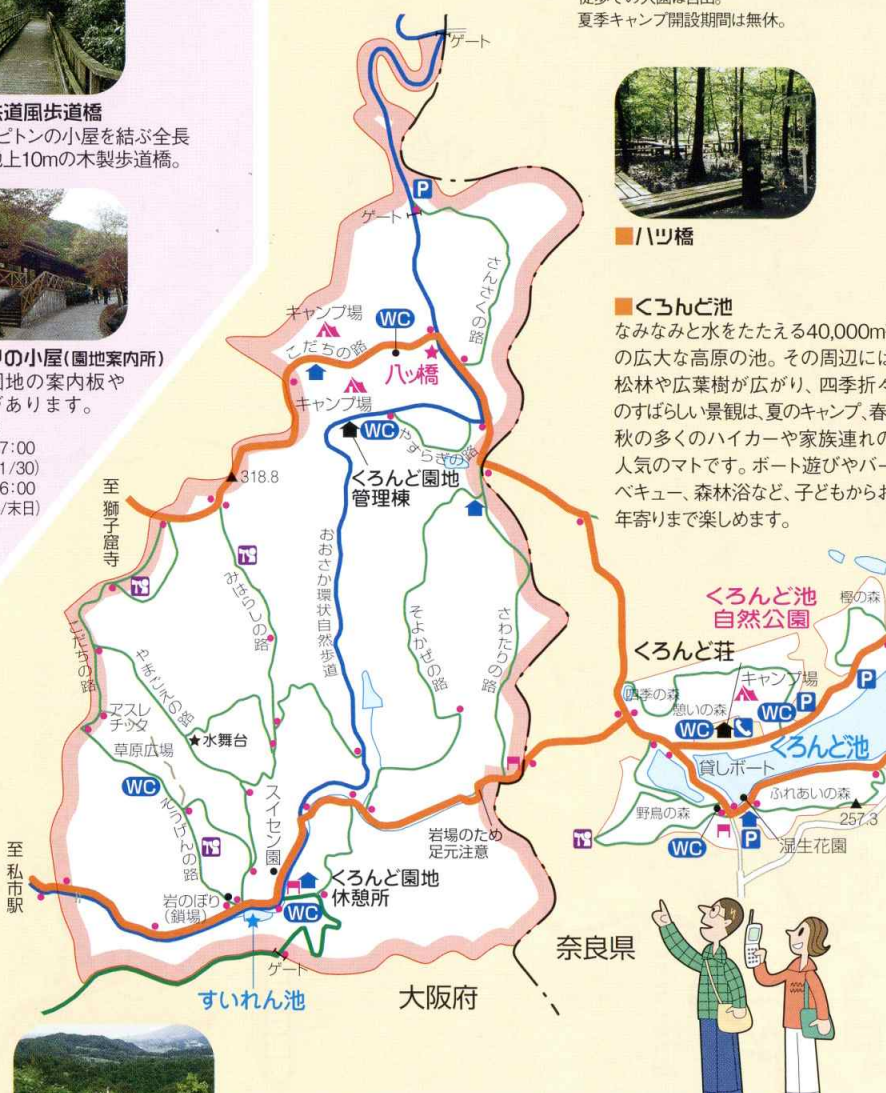 夏季キャンプ開設期間は無休。
道風歩道橋
ピトンの小屋を結ぶ全長
上10mの木製歩道橋。
の小屋(園地案内所)
園地の案内板や
があります。
7:00
1/30)
6:00
/末日)
■八ツ橋
■くろんど池
なみなみと水をたたえる40,000m
の広大な高原の池。その周辺には
松林や広葉樹が広がり、四季折々
のすばらしい景観は、夏のキャンプ、春
秋の多くのハイカーや家族連れの
人気のマトです。ボート遊びやバー
ベキュー、森林浴など、子どもからお
年寄りまで楽しめます。
ゲート
P
ゲート
さんさくの路
キャンプ場
WC
こだちの路
八ッ橋
キャンプ場
WC
やすらぎの路
くろんど園地
管理棟
▲318.8
至 獅子窟寺
おおさか環状自然歩道
みはらしの路
そよかぜの路
さわたりの路
こだちの路
やまごえの路
アスレ
チック
草原広場
★水舞台
WC
そうげんの路
スイセン園
岩場のため
足元注意
至 私市駅
岩のぼり
(鎖場)
くろんど園地
休憩所
WC
ゲート
すいれん池
大阪府
奈良県
くろんど池
自然公園
樫の森
くろんど荘
キャンプ場
P
四季の森
憩いの森
WC
WC
P
くろんど池
貸しボート
ふれあいの森
野鳥の森
257.3
WC
P
湿生花園